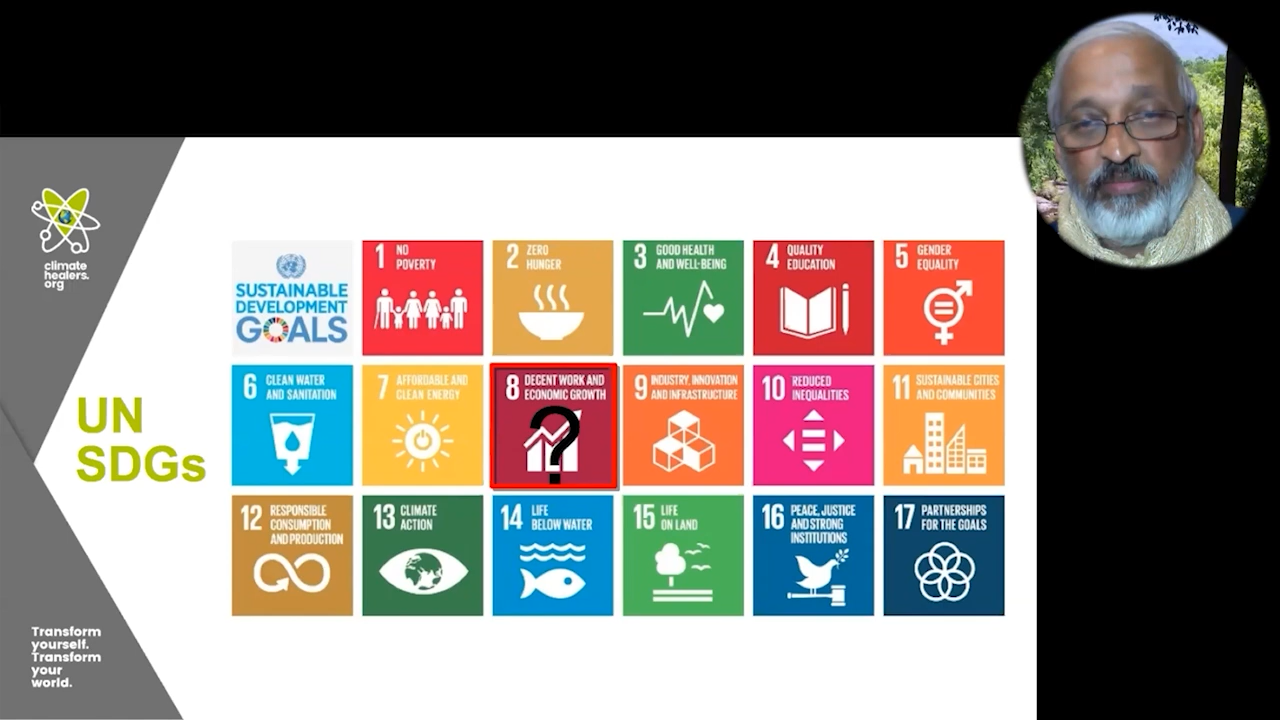 climate
healers.
org
UN
SDGs
SUSTAINABLE
DEVELOPMENT
GOALS
1 NO
POVERTY
2 ZERO
HUNGER
3 GOOD HEALTH
AND WELL-BEING
4 QUALITY
EDUCATION
5 GENDER
EQUALITY
6 CLEAN WATER
AND SANITATION
7 AFFORDABLE AND
CLEAN ENERGY
8 DECENT WORK AND
ECONOMIC GROWTH
?
9 INDUSTRY, INNOVATION
AND INFRASTRUCTURE
10 REDUCED
INEQUALITIES
11 SUSTAINABLE CITIES
AND COMMUNITIES
12 RESPONSIBLE
CONSUMPTION
AND PRODUCTION
13 CLIMATE
ACTION
14 LIFE
BELOW WATER
15 LIFE
ON LAND
16 PEACE, JUSTICE
AND STRONG
INSTITUTIONS
17 PARTNERSHIPS
FOR THE GOALS
Transform
yourself.
Transform
your
world.